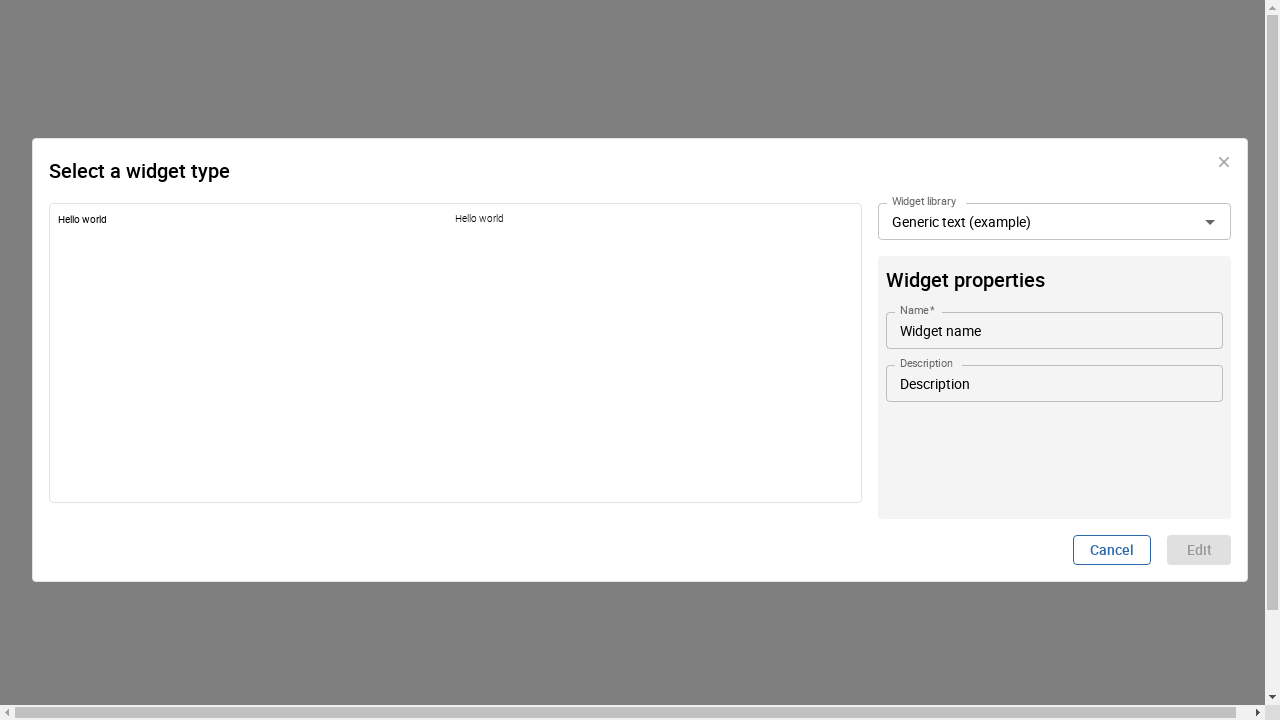 Select a widget type
Hello world
Hello world
Widget library
Generic text (example)
Widget properties
Name*
Widget name
Description
Description
Cancel
Edit